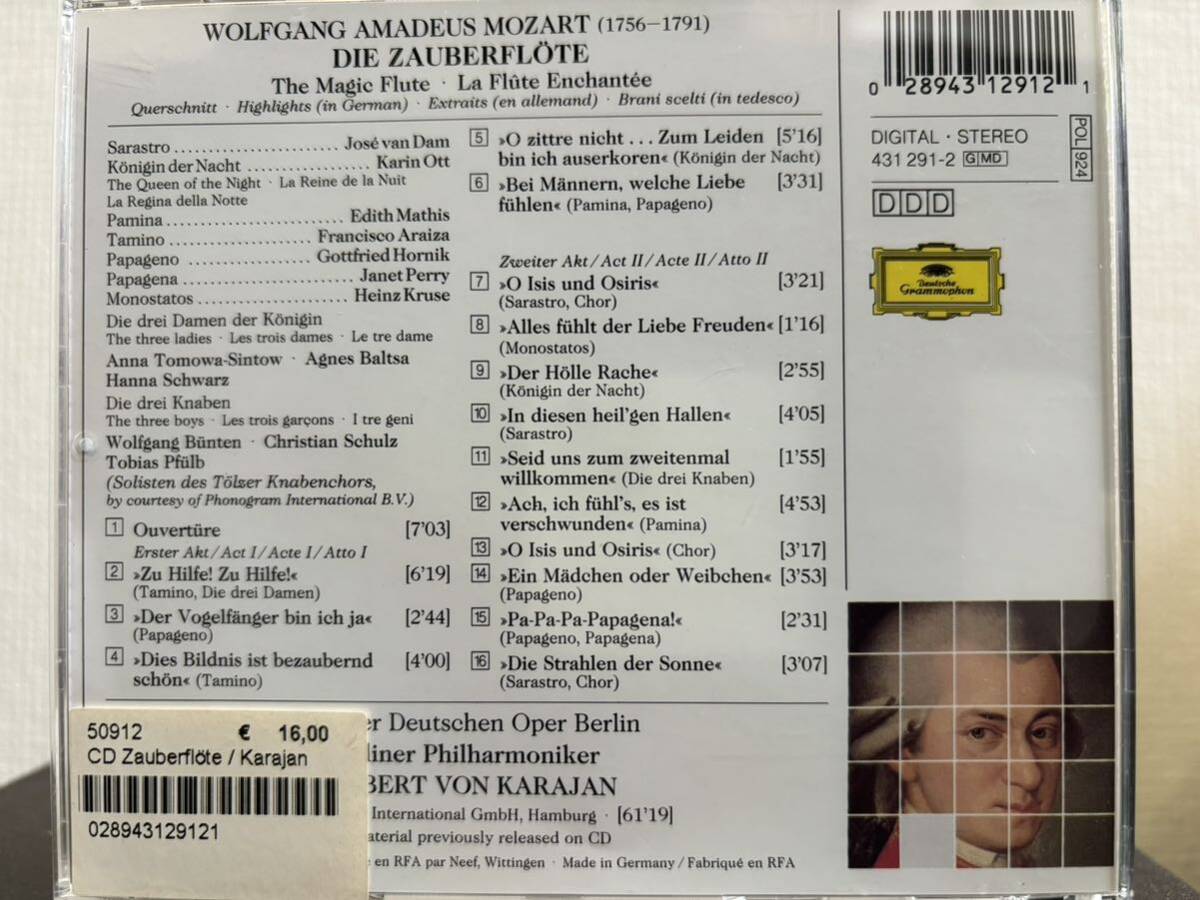 WOLFGANG AMADEUS MOZART (1756–1791)
DIE ZAUBERFLÖTE
The Magic Flute · La Flûte Enchantée
Querschnitt · Highlights (in German) · Extraits (en allemand) · Brani scelti (in tedesco)
Sarastro ........................ José van Dam
Königin der Nacht ................. Karin Ott
The Queen of the Night · La Reine de la Nuit
La Regina della Notte
Pamina ........................... Edith Mathis
Tamino ..................... Francisco Araiza
Papageno .................. Gottfried Hornik
Papagena ......................... Janet Perry
Monostatos ..................... Heinz Kruse
Die drei Damen der Königin
The three ladies · Les trois dames · Le tre dame
Anna Tomowa-Sintow · Agnes Baltsa
Hanna Schwarz
Die drei Knaben
The three boys · Les trois garçons · I tre geni
Wolfgang Bünten · Christian Schulz
Tobias Pfülb
(Solisten des Tölzer Knabenchors,
by courtesy of Phonogram International B.V.)
1 Ouvertüre [7'03]
Erster Akt / Act I / Acte I / Atto I
2 »Zu Hilfe! Zu Hilfe!« [6'19]
(Tamino, Die drei Damen)
3 »Der Vogelfänger bin ich ja« [2'44]
(Papageno)
4 »Dies Bildnis ist bezaubernd [4'00]
schön« (Tamino)
5 »O zittre nicht . . . Zum Leiden [5'16]
bin ich auserkoren« (Königin der Nacht)
6 »Bei Männern, welche Liebe [3'31]
fühlen« (Pamina, Papageno)
Zweiter Akt / Act II / Acte II / Atto II
7 »O Isis und Osiris« [3'21]
(Sarastro, Chor)
8 »Alles fühlt der Liebe Freuden« [1'16]
(Monostatos)
9 »Der Hölle Rache« [2'55]
(Königin der Nacht)
10 »In diesen heil'gen Hallen« [4'05]
(Sarastro)
11 »Seid uns zum zweitenmal [1'55]
willkommen« (Die drei Knaben)
12 »Ach, ich fühl's, es ist [4'53]
verschwunden« (Pamina)
13 »O Isis und Osiris« (Chor) [3'17]
14 »Ein Mädchen oder Weibchen« [3'53]
(Papageno)
15 »Pa-Pa-Pa-Papagena!« [2'31]
(Papageno, Papagena)
16 »Die Strahlen der Sonne« [3'07]
(Sarastro, Chor)
er Deutschen Oper Berlin
liner Philharmoniker
BERT VON KARAJAN
International GmbH, Hamburg · [61'19]
aterial previously released on CD
e en RFA par Neef, Wittingen · Made in Germany / Fabriqué en RFA
50912 € 16,00
CD Zauberflöte / Karajan
028943129121
0 28943 12912 1
DIGITAL · STEREO
431 291-2 G MD
POL 924
DDD
Deutsche
Grammophon